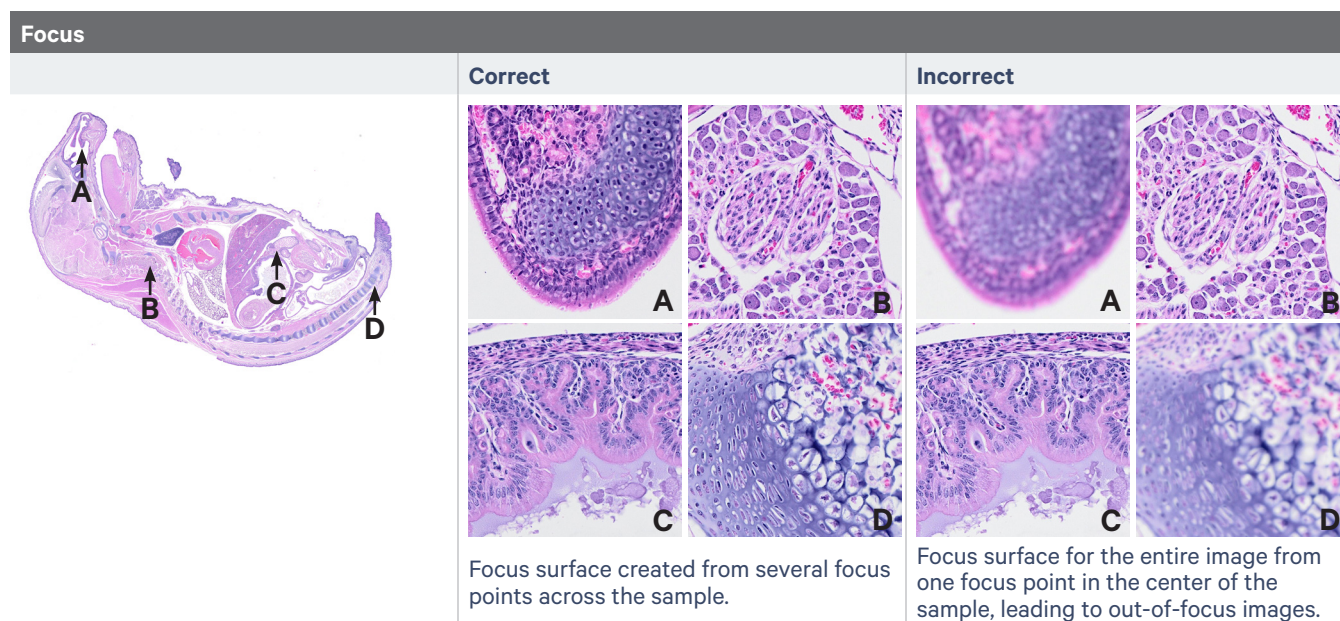 Focus
Correct
Incorrect
A
B
C
D
A
B
C
D
A
B
C
D
Focus surface created from several focus
points across the sample.
Focus surface for the entire image from
one focus point in the center of the
sample, leading to out-of-focus images.